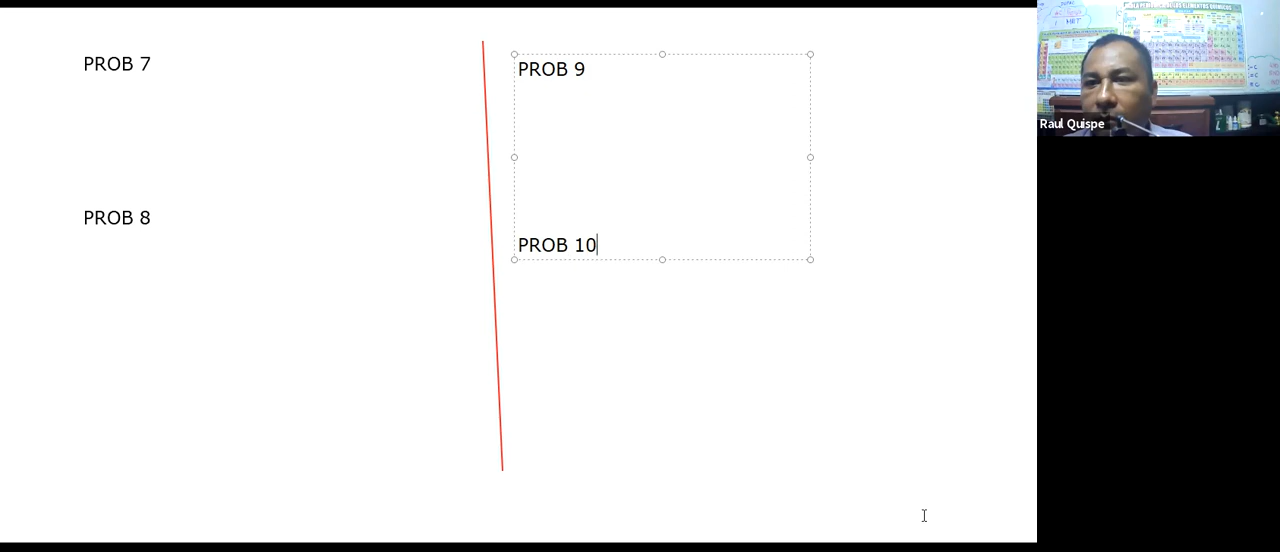 PROB 7
PROB 8
PROB 9
PROB 10
Raul Quispe